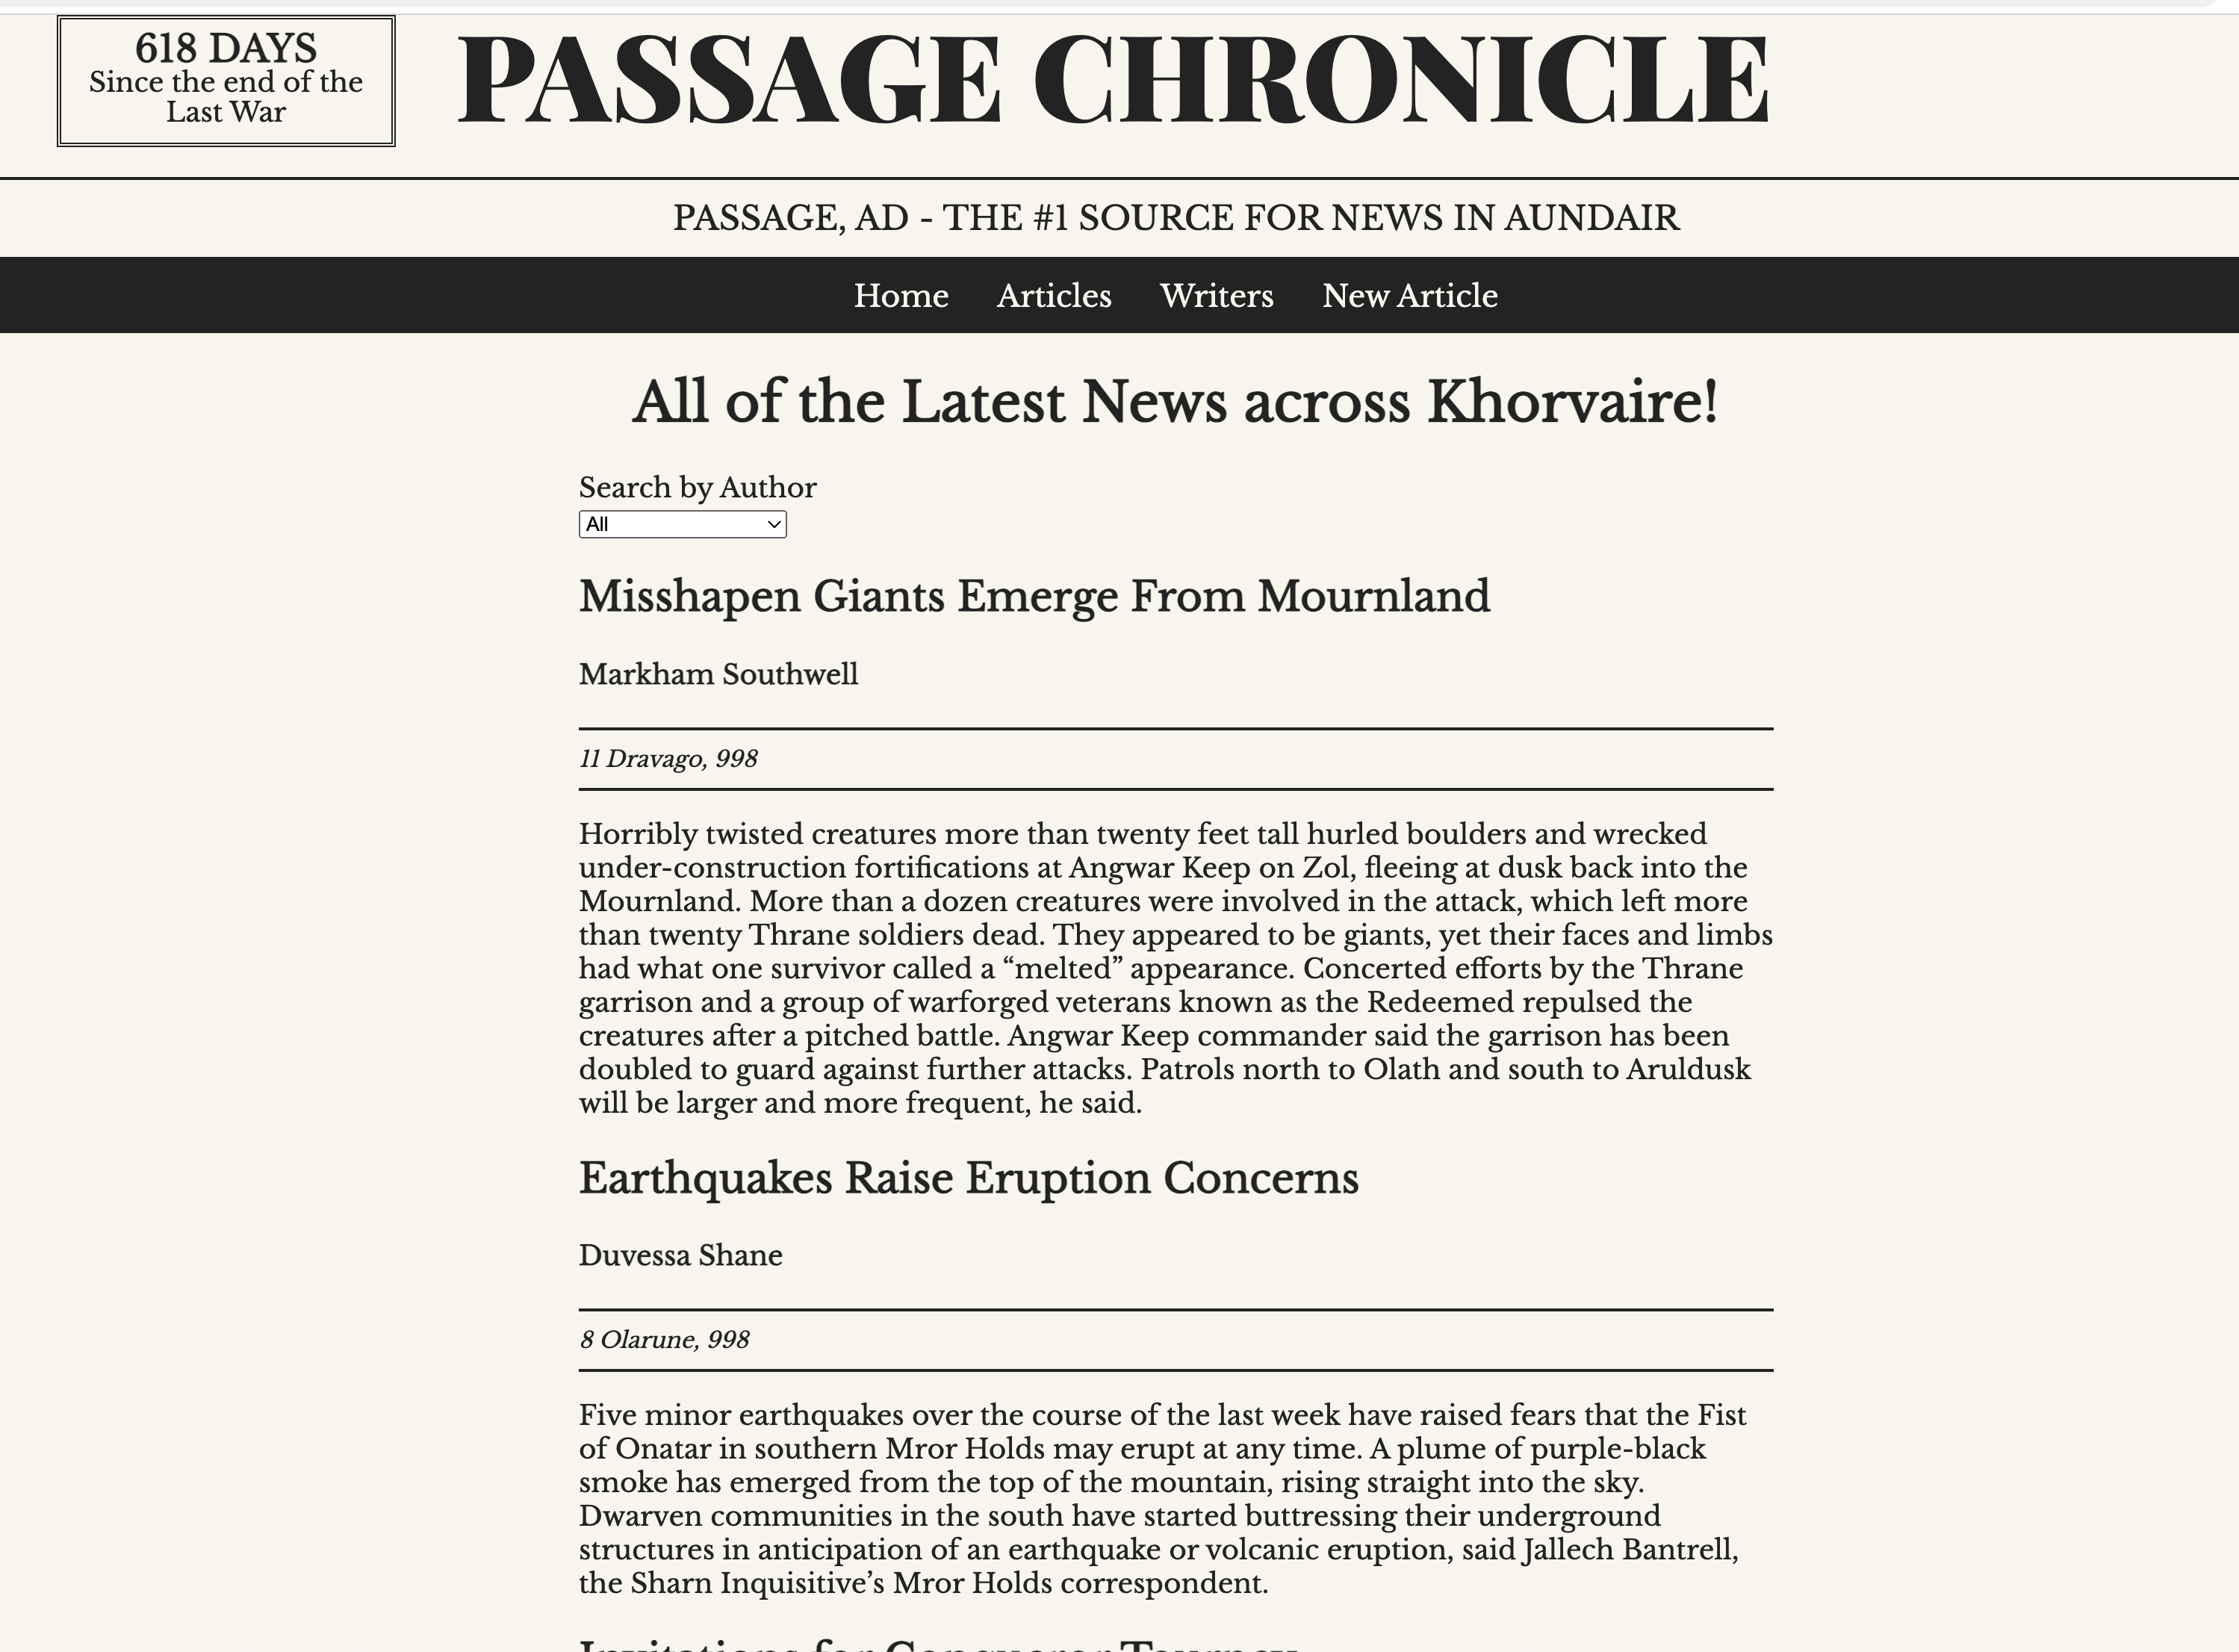 618 DAYS
Since the end of the
Last War
PASSAGE CHRONICLE
PASSAGE, AD - THE #1 SOURCE FOR NEWS IN AUNDAIR
Home Articles Writers New Article
All of the Latest News across Khorvaire!
Search by Author
All
Misshapen Giants Emerge From Mournland
Markham Southwell
11 Dravago, 998
Horribly twisted creatures more than twenty feet tall hurled boulders and wrecked
under-construction fortifications at Angwar Keep on Zol, fleeing at dusk back into the
Mournland. More than a dozen creatures were involved in the attack, which left more
than twenty Thrane soldiers dead. They appeared to be giants, yet their faces and limbs
had what one survivor called a “melted” appearance. Concerted efforts by the Thrane
garrison and a group of warforged veterans known as the Redeemed repulsed the
creatures after a pitched battle. Angwar Keep commander said the garrison has been
doubled to guard against further attacks. Patrols north to Olath and south to Aruldusk
will be larger and more frequent, he said.
Earthquakes Raise Eruption Concerns
Duvessa Shane
8 Olarune, 998
Five minor earthquakes over the course of the last week have raised fears that the Fist
of Onatar in southern Mror Holds may erupt at any time. A plume of purple-black
smoke has emerged from the top of the mountain, rising straight into the sky.
Dwarven communities in the south have started buttressing their underground
structures in anticipation of an earthquake or volcanic eruption, said Jallech Bantrell,
the Sharn Inquisitive’s Mror Holds correspondent.
Invitations for Conqueror Tourney